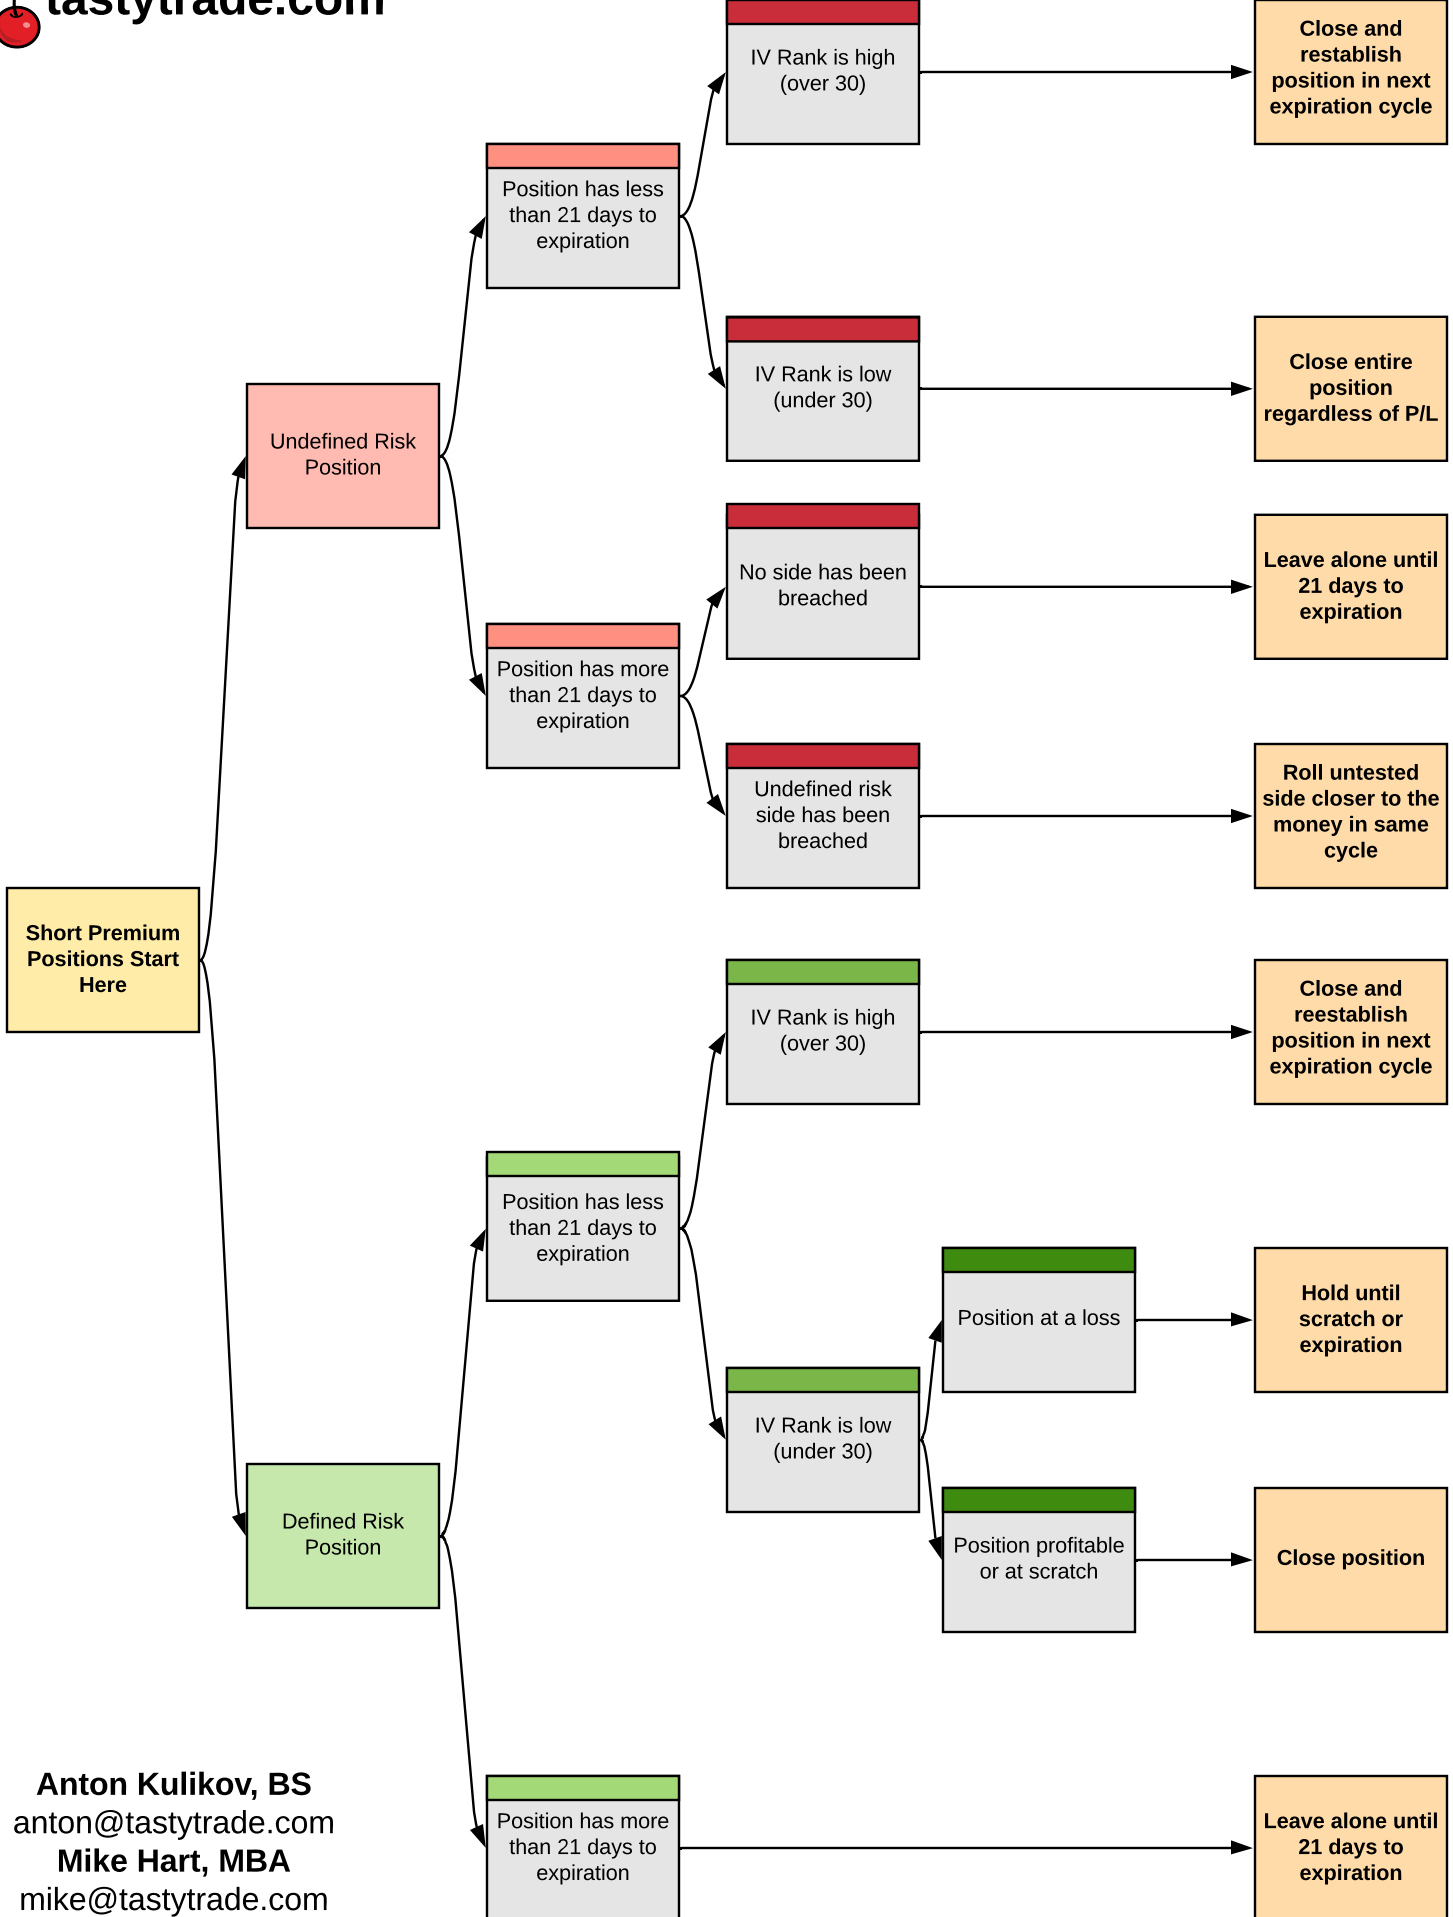 tastytrade.com
IV Rank is high
(over 30)
Close and
restablish
position in next
expiration cycle
Position has less
than 21 days to
expiration
IV Rank is low
(under 30)
Close entire
position
regardless of P/L
Undefined Risk
Position
No side has been
breached
Leave alone until
21 days to
expiration
Position has more
than 21 days to
expiration
Undefined risk
side has been
breached
Roll untested
side closer to the
money in same
cycle
Short Premium
Positions Start
Here
IV Rank is high
(over 30)
Close and
reestablish
position in next
expiration cycle
Position has less
than 21 days to
expiration
Position at a loss
Hold until
scratch or
expiration
IV Rank is low
(under 30)
Position profitable
or at scratch
Close position
Defined Risk
Position
Position has more
than 21 days to
expiration
Leave alone until
21 days to
expiration
Anton Kulikov, BS
anton@tastytrade.com
Mike Hart, MBA
mike@tastytrade.com